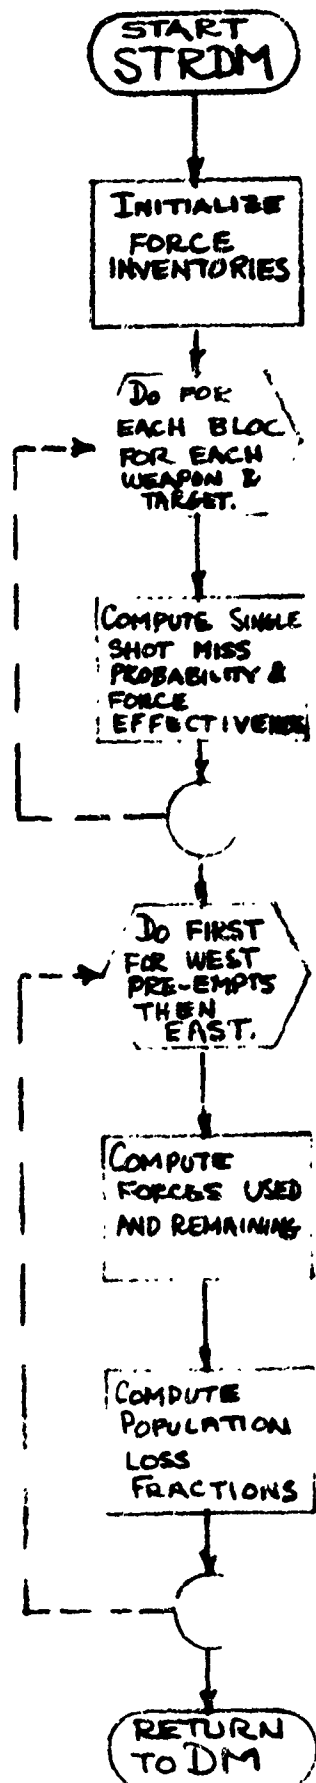 START
STRDM
INITIALIZE
FORCE
INVENTORIES
DO FOR
EACH BLOC
FOR EACH
WEAPON &
TARGET.
COMPUTE SINGLE
SHOT MISS
PROBABILITY &
FORCE
EFFECTIVENESS
DO FIRST
FOR WEST
PRE-EMPTS
THEN
EAST.
COMPUTE
FORCES USED
AND REMAINING
COMPUTE
POPULATION
LOSS
FRACTIONS
RETURN
TO DM